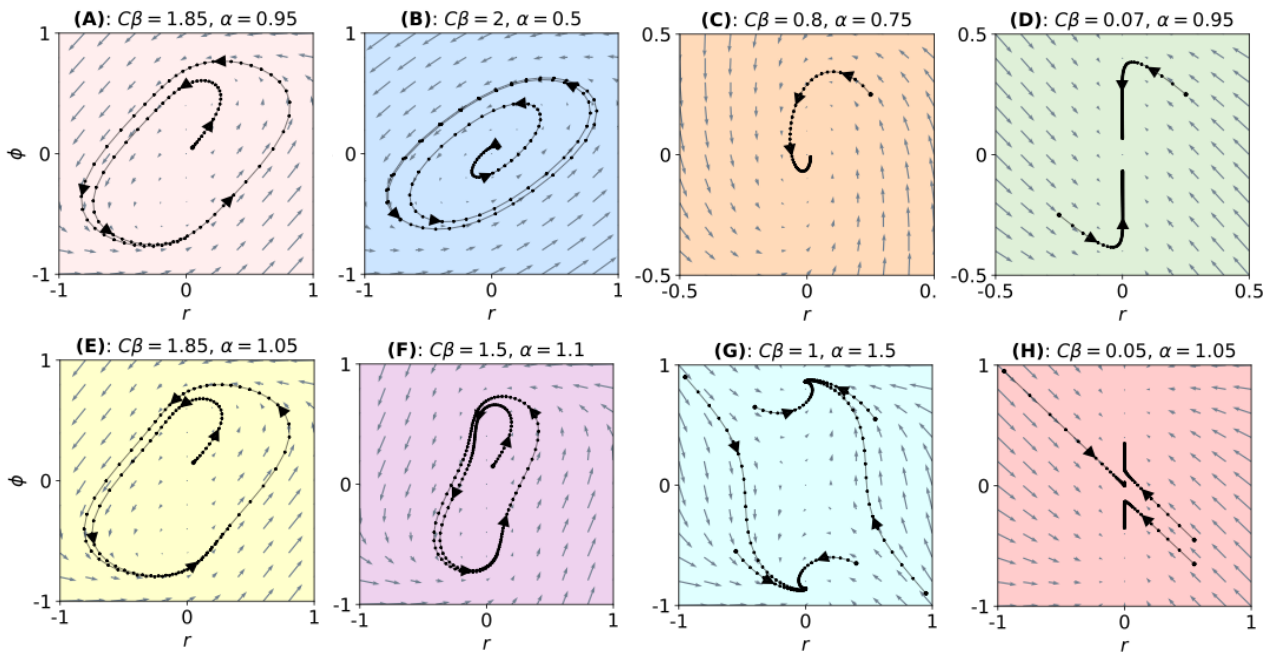 (A): Cβ = 1.85, α = 0.95
(B): Cβ = 2, α = 0.5
(C): Cβ = 0.8, α = 0.75
(D): Cβ = 0.07, α = 0.95
1
0
-1
ϕ
-1
0
1
r
1
0
-1
-1
0
1
r
0.5
0
-0.5
-0.5
0
0.
r
0.5
0
-0.5
-0.5
0
0.5
r
(E): Cβ = 1.85, α = 1.05
(F): Cβ = 1.5, α = 1.1
(G): Cβ = 1, α = 1.5
(H): Cβ = 0.05, α = 1.05
1
0
-1
ϕ
-1
0
1
r
1
0
-1
-1
0
1
r
1
0
-1
-1
0
1
r
1
0
-1
-1
0
1
r